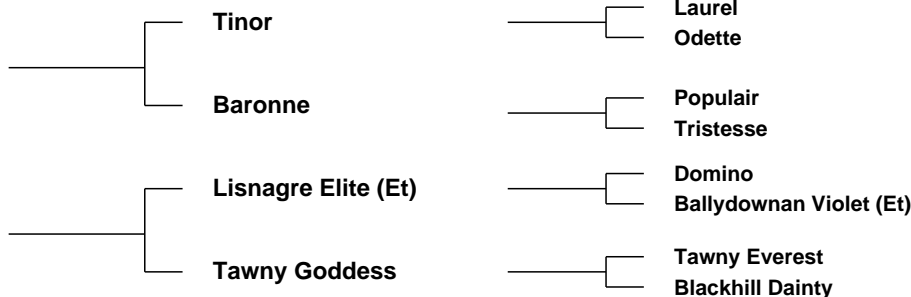 Tinor
Baronne
Lisnagre Elite (Et)
Tawny Goddess
Laurel
Odette
Populair
Tristesse
Domino
Ballydownan Violet (Et)
Tawny Everest
Blackhill Dainty